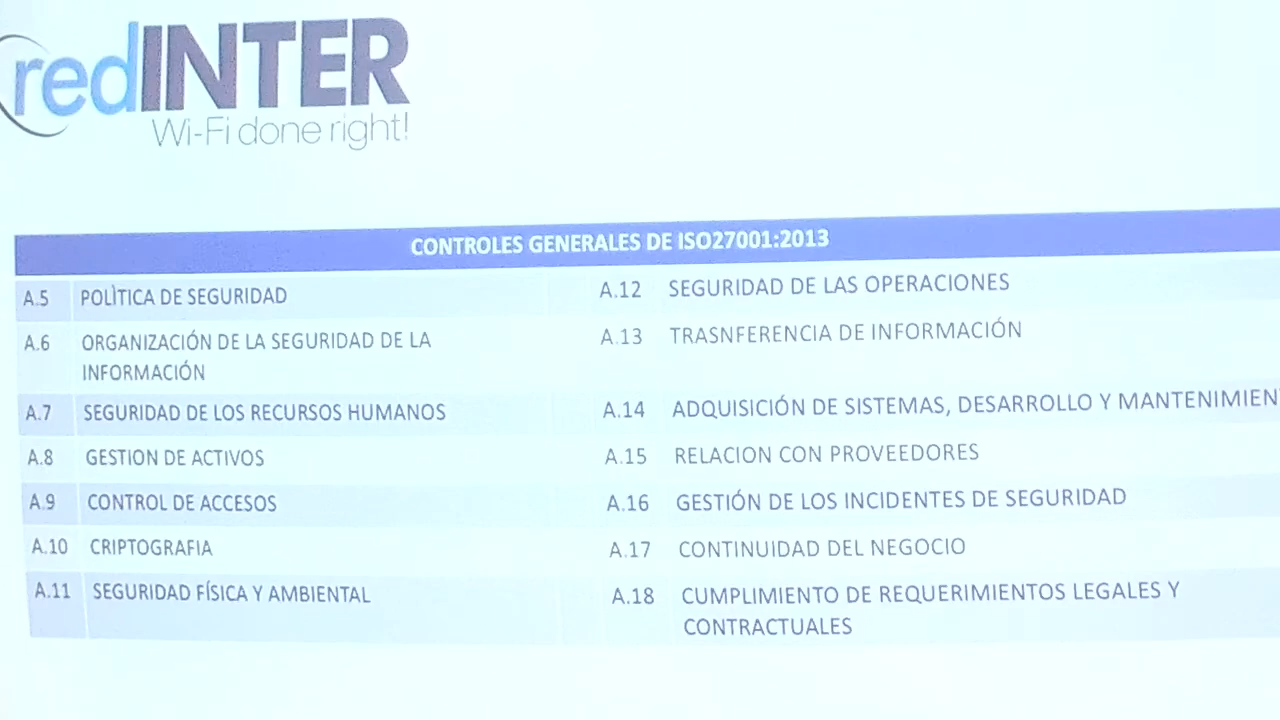 redINTER
Wi-Fi done right!
CONTROLES GENERALES DE ISO27001:2013
A.5 POLÌTICA DE SEGURIDAD
A.6 ORGANIZACIÓN DE LA SEGURIDAD DE LA
INFORMACIÓN
A.7 SEGURIDAD DE LOS RECURSOS HUMANOS
A.8 GESTION DE ACTIVOS
A.9 CONTROL DE ACCESOS
A.10 CRIPTOGRAFIA
A.11 SEGURIDAD FÍSICA Y AMBIENTAL
A.12 SEGURIDAD DE LAS OPERACIONES
A.13 TRASNFERENCIA DE INFORMACIÓN
A.14 ADQUISICIÓN DE SISTEMAS, DESARROLLO Y MANTENIMIEN
A.15 RELACION CON PROVEEDORES
A.16 GESTIÓN DE LOS INCIDENTES DE SEGURIDAD
A.17 CONTINUIDAD DEL NEGOCIO
A.18 CUMPLIMIENTO DE REQUERIMIENTOS LEGALES Y
CONTRACTUALES